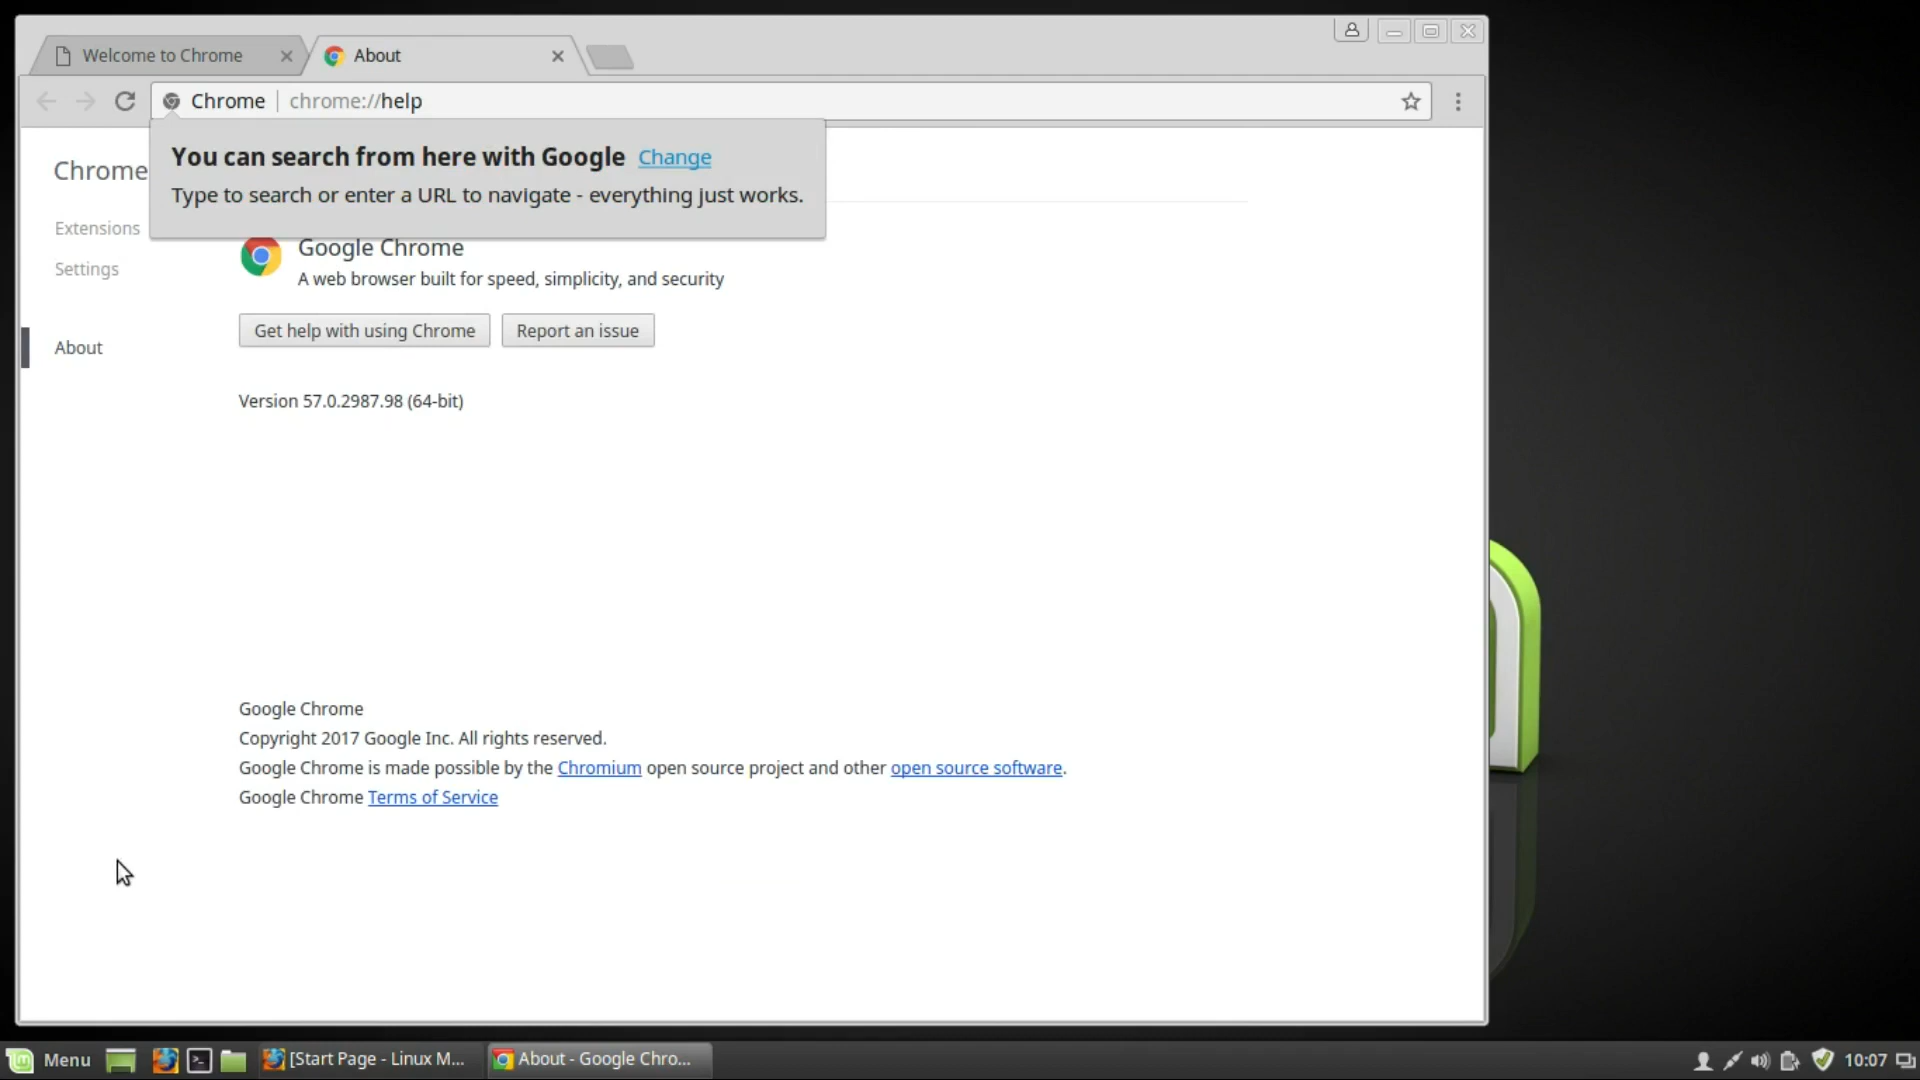 Welcome to Chrome
About
Chrome chrome://help
You can search from here with Google Change
Type to search or enter a URL to navigate - everything just works.
Chrome
Extensions
Settings
About
Google Chrome
A web browser built for speed, simplicity, and security
Get help with using Chrome
Report an issue
Version 57.0.2987.98 (64-bit)
Google Chrome
Copyright 2017 Google Inc. All rights reserved.
Google Chrome is made possible by the Chromium open source project and other open source software.
Google Chrome Terms of Service
Menu
[Start Page - Linux M...
About - Google Chro...
10:07